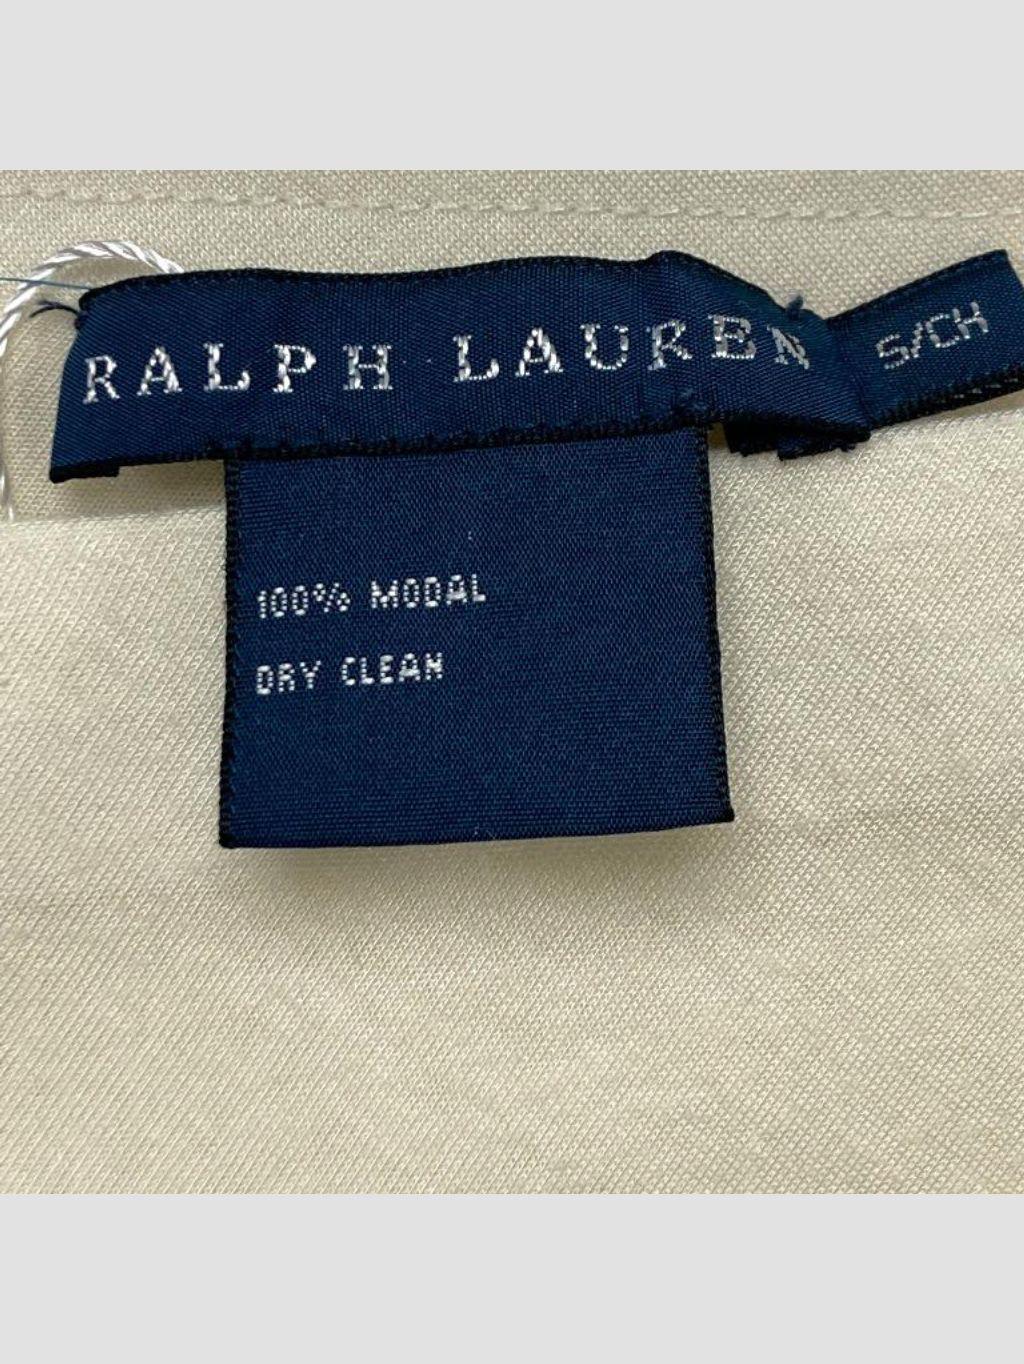 RALPH LAUREN
S/CH
100% MODAL
DRY CLEAN